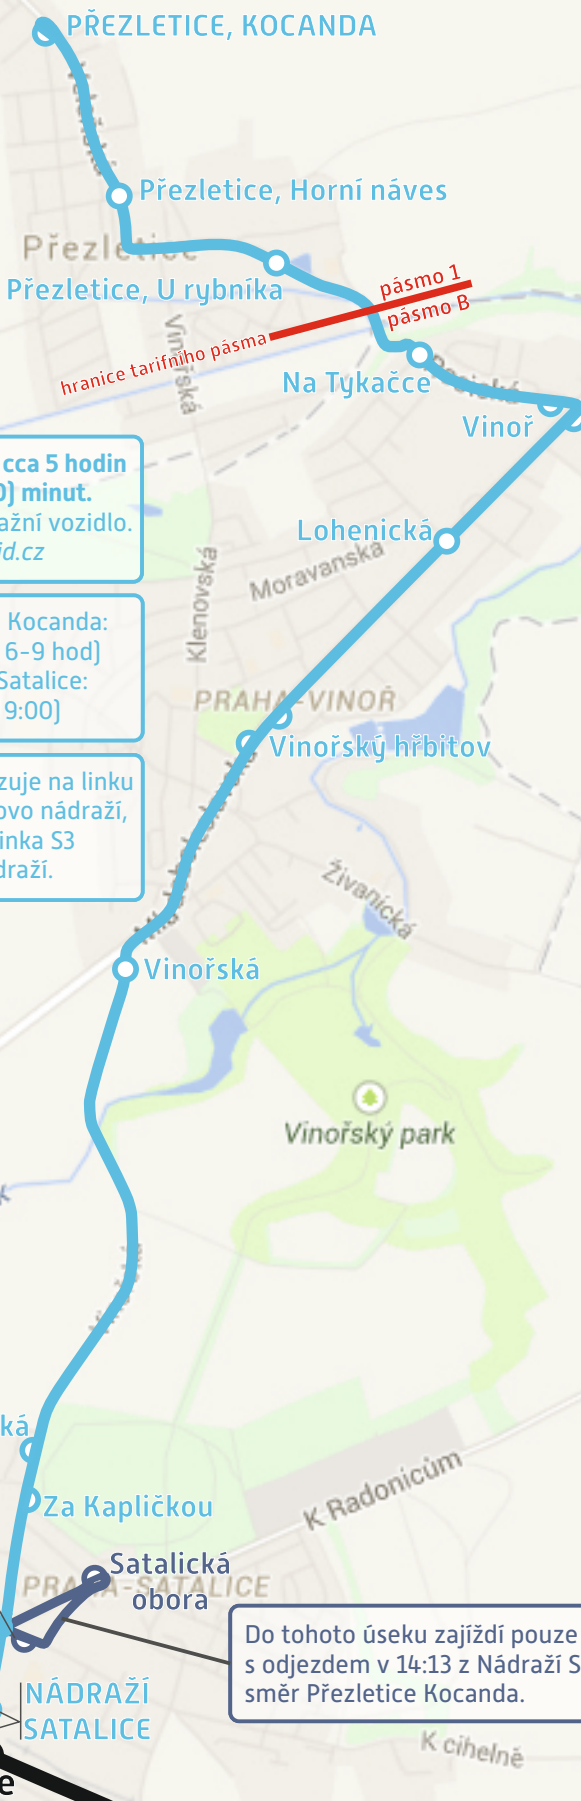 PŘEZLETICE, KOCANDA
Přezletice, Horní náves
Přezletice
Přezletice, U rybníka
pásmo 1
pásmo B
hranice tarifního pásma
Vinořská
Na Tykačce
Vinoř
cca 5 hodin
0) minut.
ažní vozidlo.
id.cz
Lohenická
Moravanska
Klenovská
Kocanda:
6-9 hod)
Satalice:
9:00)
PRAHA-VINOŘ
Vinořský hřbitov
zuje na linku
ovo nádraží,
linka S3
draží.
Živanická
Vinořská
Vinořský park
k
ká
K Radonicům
Za Kapličkou
Satalická
obora
PRAHA-SATALICE
Do tohoto úseku zajíždí pouze
s odjezdem v 14:13 z Nádraží S
směr Přezletice Kocanda.
NÁDRAŽÍ
SATALICE
K cihelně
e